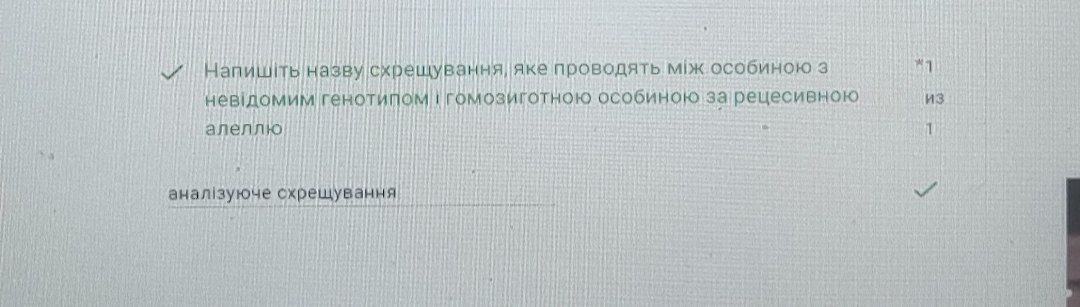 Напишіть назву схрещування, яке проводять між особиною з *1
невідомим генотипом і гомозиготною особиною за рецесивною из
алеллю 1
аналізуюче схрещування